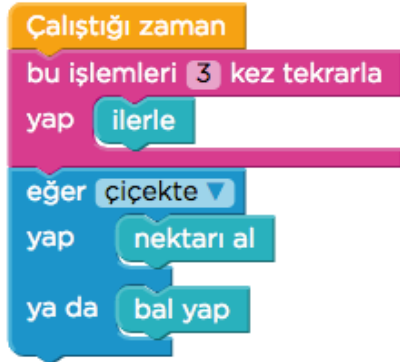 Çalıştığı zaman
bu işlemleri 3 kez tekrarla
yap ilerle
eğer çiçekte
yap nektarı al
ya da bal yap